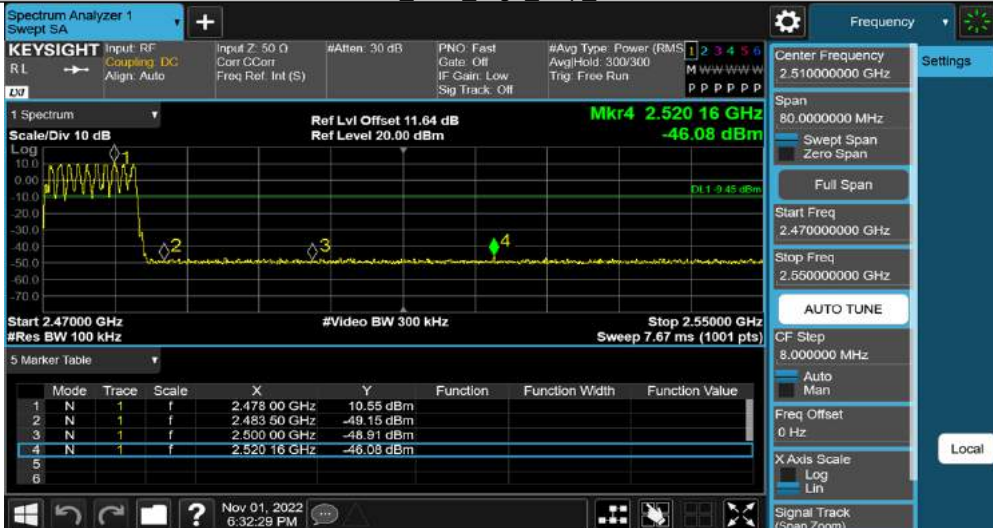 Spectrum Analyzer 1
Swept SA
+
Frequency
KEYSIGHT
RL
Input: RF
Coupling: DC
Align: Auto
Input Z: 50 Ω
Corr CCorr
Freq Ref: Int (S)
#Atten: 30 dB
PNO: Fast
Gate: Off
IF Gain: Low
Sig Track: Off
#Avg Type: Power (RMS
Avg|Hold: 300/300
Trig: Free Run
1 2 3 4 5 6
M W W W W W
P P P P P P
1 Spectrum
Scale/Div 10 dB
Ref Lvl Offset 11.64 dB
Ref Level 20.00 dBm
Mkr4 2.520 16 GHz
-46.08 dBm
Log
10.0
0.00
-10.0
-20.0
-30.0
-40.0
-50.0
-60.0
-70.0
1
2
3
4
DL1 -9.45 dBm
Start 2.47000 GHz
#Res BW 100 kHz
#Video BW 300 kHz
Stop 2.55000 GHz
Sweep 7.67 ms (1001 pts)
5 Marker Table
Mode Trace Scale X Y Function Function Width Function Value
1 N 1 f 2.478 00 GHz 10.55 dBm
2 N 1 f 2.483 50 GHz -49.15 dBm
3 N 1 f 2.500 00 GHz -48.91 dBm
4 N 1 f 2.520 16 GHz -46.08 dBm
5
6
?
Nov 01, 2022
6:32:29 PM
Center Frequency
2.510000000 GHz
Span
80.0000000 MHz
Swept Span
Zero Span
Full Span
Start Freq
2.470000000 GHz
Stop Freq
2.550000000 GHz
AUTO TUNE
CF Step
8.000000 MHz
Auto
Man
Freq Offset
0 Hz
X Axis Scale
Log
Lin
Signal Track
(Span Zoom)
Settings
Local